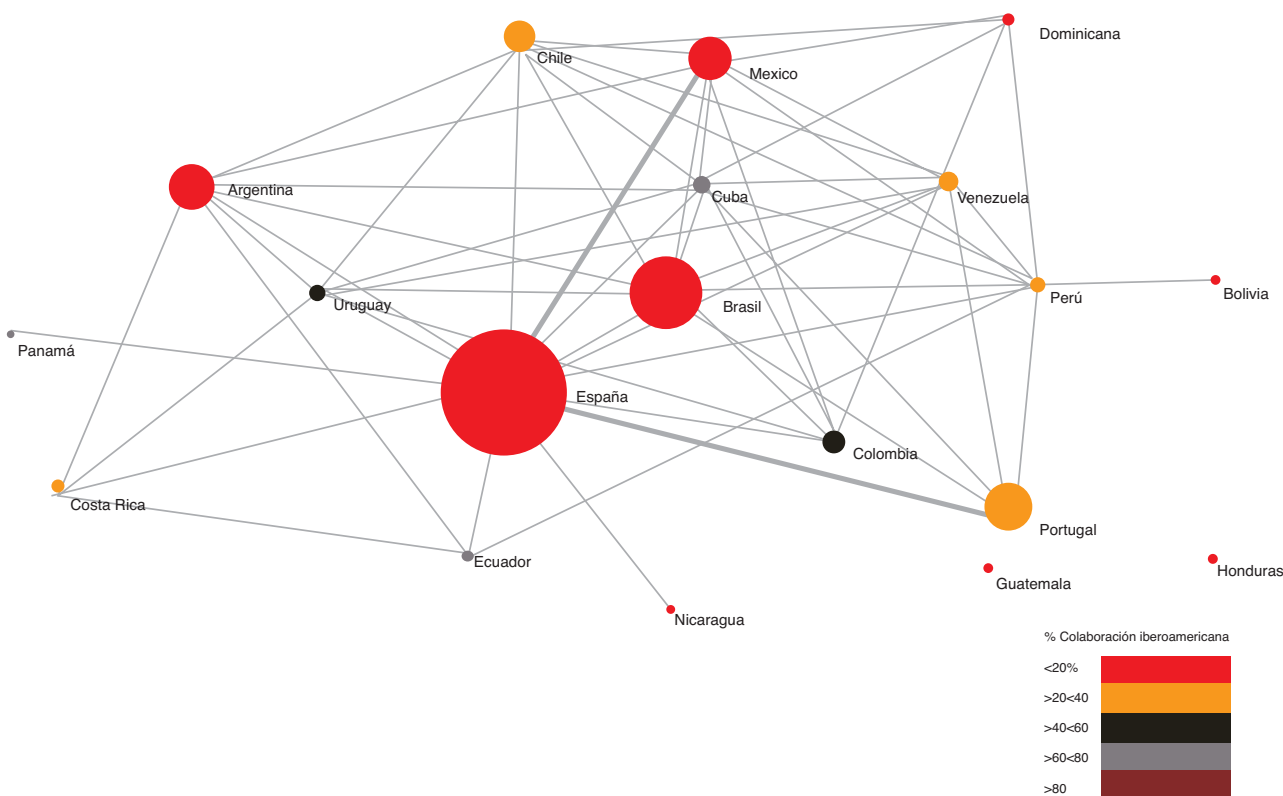 Dominicana
Chile
Mexico
Argentina
Cuba
Venezuela
Uruguay
Brasil
Perú
Bolivia
Panamá
España
Colombia
Costa Rica
Portugal
Ecuador
Guatemala
Honduras
Nicaragua
% Colaboración iberoamericana
<20%
>20<40
>40<60
>60<80
>80